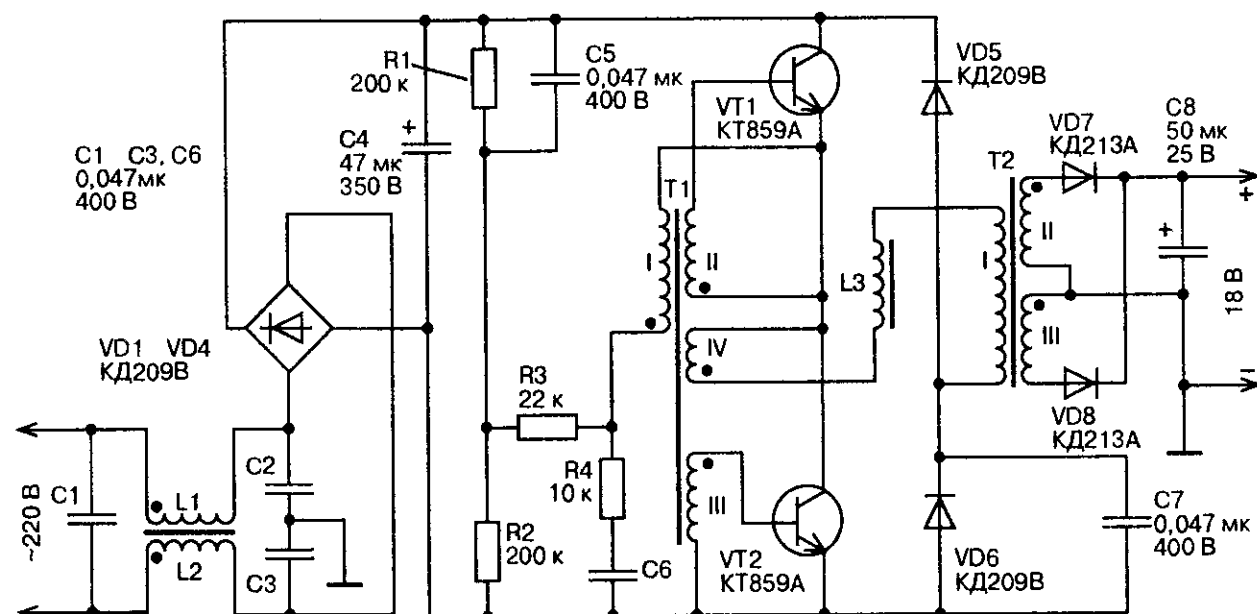 R1
200 к
C5
0,047 мк
400 В
VT1
КТ859А
VD5
КД209В
C8
50 мк
25 В
VD7
КД213А
C1 C3, C6
0,047мк
400 В
C4
47 мк
350 В
+
T1
T2
I
II
I
II
+
+
L3
18 В
VD1 VD4
КД209В
IV
III
R3
22 к
VD8
КД213А
−
~220 В
C1
L1
L2
C2
C3
R4
10 к
III
R2
200 к
C6
VT2
КТ859А
VD6
КД209В
C7
0,047 мк
400 В